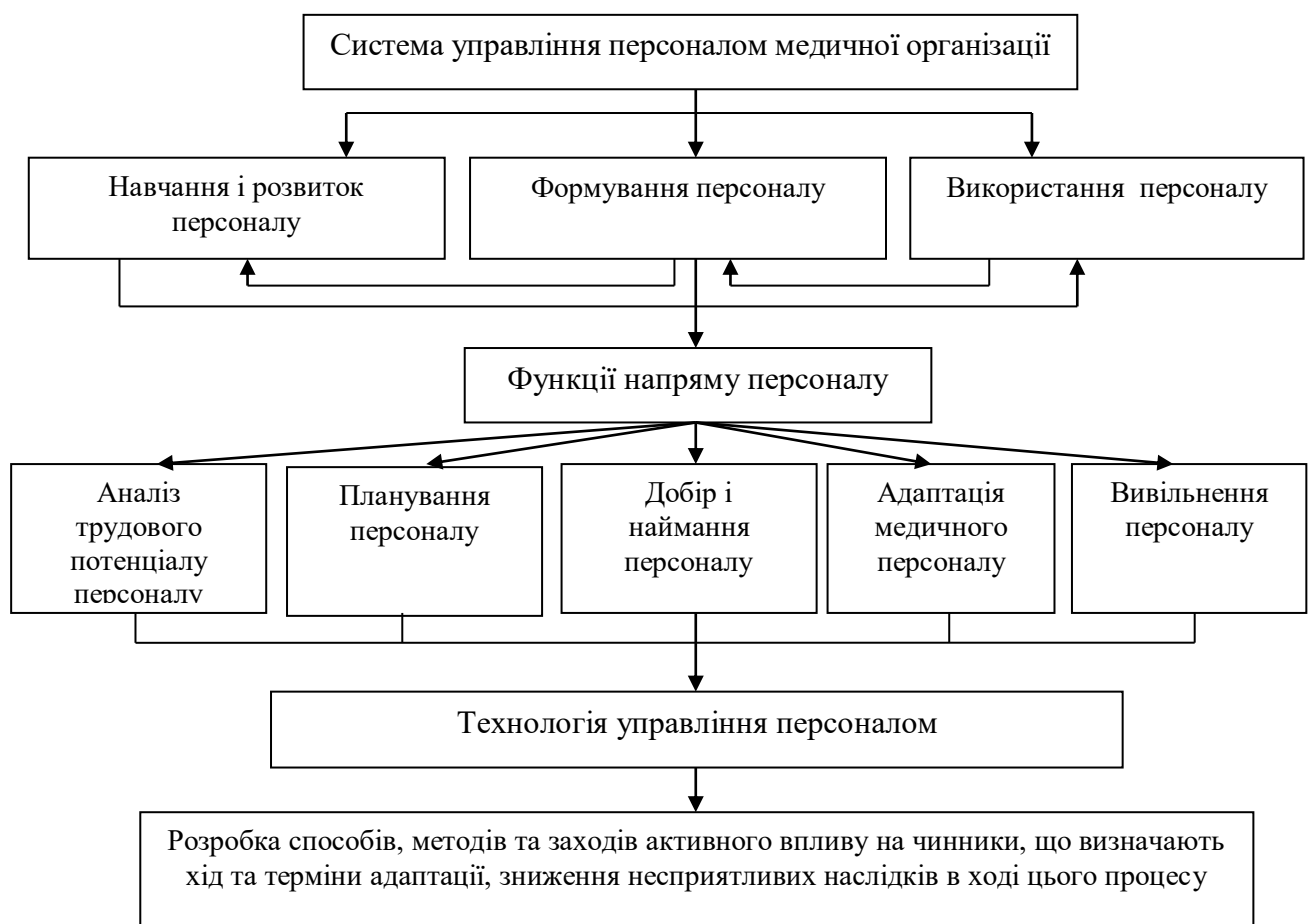 Система управління персоналом медичної організації
Навчання і розвиток
персоналу
Формування персоналу
Використання персоналу
Функції напряму персоналу
Аналіз
трудового
потенціалу
персоналу
Планування
персоналу
Добір і
наймання
персоналу
Адаптація
медичного
персоналу
Вивільнення
персоналу
Технологія управління персоналом
Розробка способів, методів та заходів активного впливу на чинники, що визначають
хід та терміни адаптації, зниження несприятливих наслідків в ході цього процесу